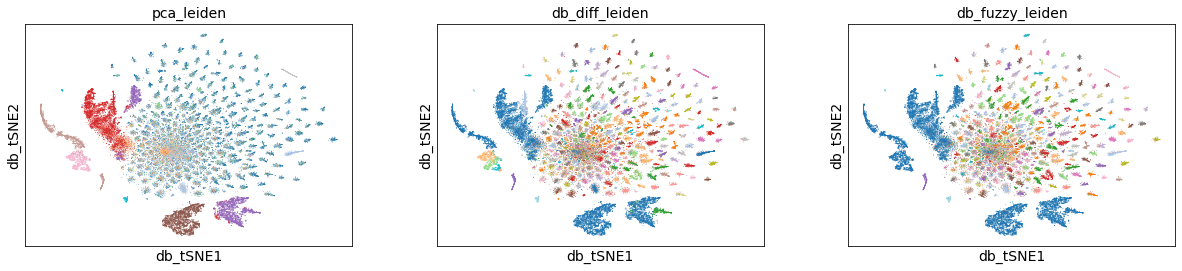 pca_leiden
db_tSNE2
db_tSNE1
db_diff_leiden
db_tSNE2
db_tSNE1
db_fuzzy_leiden
db_tSNE2
db_tSNE1